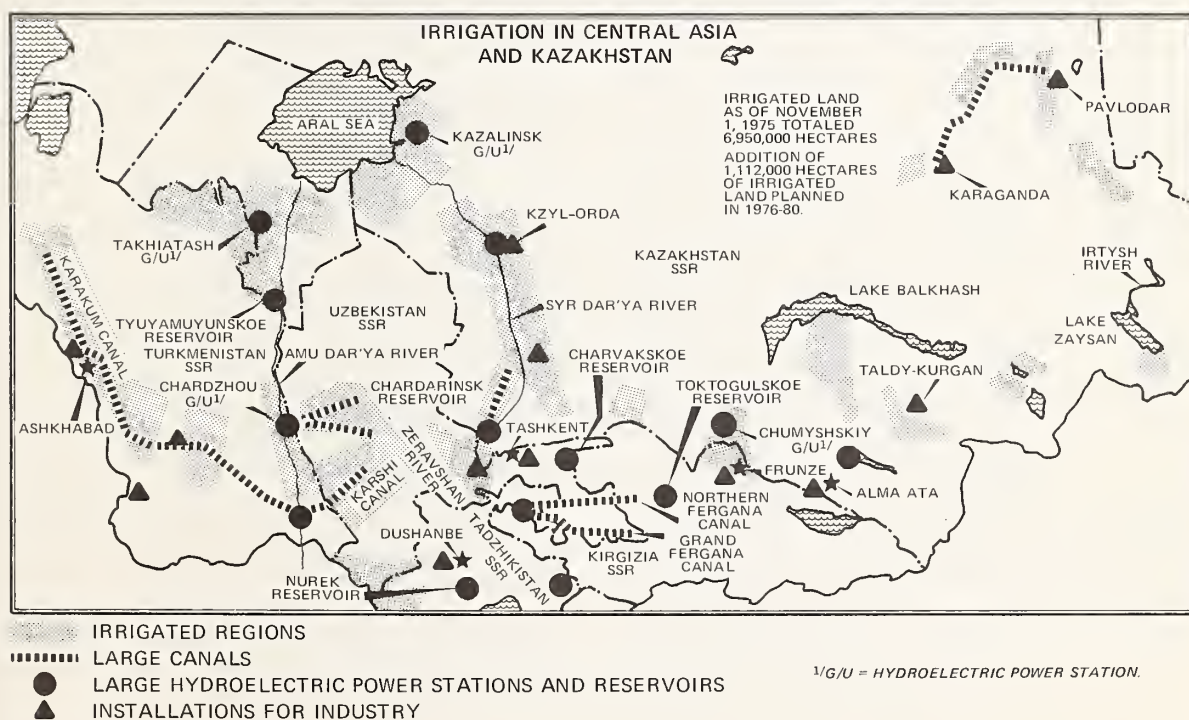 IRRIGATION IN CENTRAL ASIA
AND KAZAKHSTAN
IRRIGATED LAND
AS OF NOVEMBER
1, 1975 TOTALED
6,950,000 HECTARES
ADDITION OF
1,112,000 HECTARES
OF IRRIGATED
LAND PLANNED
IN 1976-80.
PAVLODAR
KARAGANDA
ARAL SEA
KAZALINSK
G/U1/
KZYL-ORDA
TAKHIATASH
G/U1/
KAZAKHSTAN
SSR
IRTYSH
RIVER
KARAKUM CANAL
LAKE BALKHASH
SYR DAR'YA RIVER
UZBEKISTAN
SSR
TYUYAMUYUNSKOE
RESERVOIR
LAKE
ZAYSAN
TURKMENISTAN
SSR
AMU DAR'YA RIVER
CHARVAKSKOE
RESERVOIR
TALDY-KURGAN
CHARDZHOU
G/U1/
CHARDARINSK
RESERVOIR
TOKTOGULSKOE
RESERVOIR
ASHKHABAD
TASHKENT
CHUMYSHSKIY
G/U1/
ZERAVSHAN
RIVER
FRUNZE
KARSHI
CANAL
ALMA ATA
NORTHERN
FERGANA
CANAL
DUSHANBE
TADZHIKISTAN
SSR
KIRGIZIA
SSR
GRAND
FERGANA
CANAL
NUREK
RESERVOIR
IRRIGATED REGIONS
LARGE CANALS
LARGE HYDROELECTRIC POWER STATIONS AND RESERVOIRS
INSTALLATIONS FOR INDUSTRY
1/G/U = HYDROELECTRIC POWER STATION.